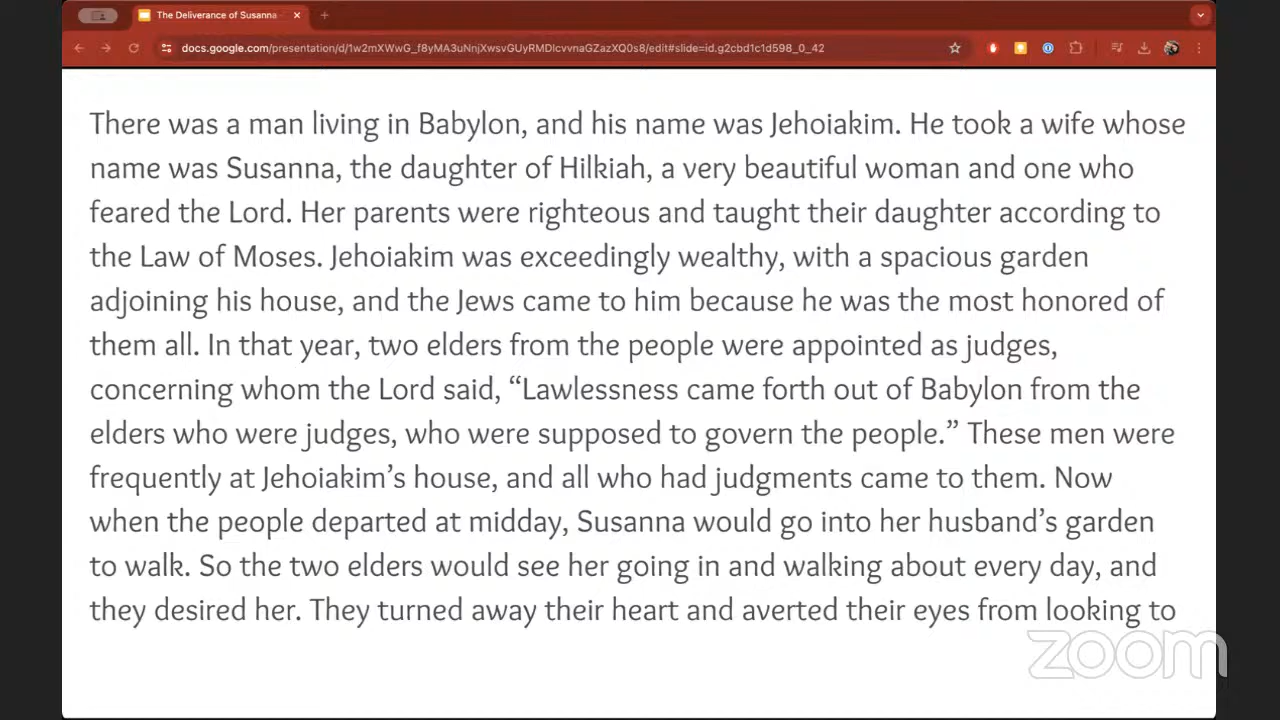 The Deliverance of Susanna
docs.google.com/presentation/d/1w2mXWwG_f8yMA3uNnjXwsvGUyRMDlcvvnaGZazXQ0s8/edit#slide=id.g2cbd1c1d598_0_42
There was a man living in Babylon, and his name was Jehoiakim. He took a wife whose
name was Susanna, the daughter of Hilkiah, a very beautiful woman and one who
feared the Lord. Her parents were righteous and taught their daughter according to
the Law of Moses. Jehoiakim was exceedingly wealthy, with a spacious garden
adjoining his house, and the Jews came to him because he was the most honored of
them all. In that year, two elders from the people were appointed as judges,
concerning whom the Lord said, “Lawlessness came forth out of Babylon from the
elders who were judges, who were supposed to govern the people.” These men were
frequently at Jehoiakim’s house, and all who had judgments came to them. Now
when the people departed at midday, Susanna would go into her husband’s garden
to walk. So the two elders would see her going in and walking about every day, and
they desired her. They turned away their heart and averted their eyes from looking to
zoom